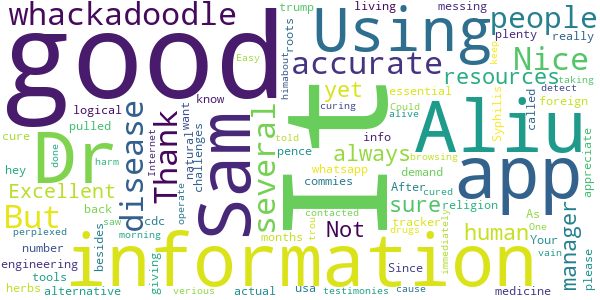 whackadoodle
good
Using
people
accurate
Nice
resources
yet
Dr
Sam
I
t
Aliu
app
information
disease
Thank
several
always
sure
But
Not
human
manager
Excellent
trump
living
messing
plenty
really
keep
taking
roots
himabout
Easy
essential
foreign
called
detect
Syphilis
appreciate
know
logical
pulled
cure
hey
done
harm
Internet
natural
want
challenges
told
pence
curing
Could
alive
info
whatsapp
commies
demand
browsing
After
cured
religion
tracker
drugs
contacted
trou
months
immediately
As
One
Your
vain
please
Since
cause
medicine
usa
testimonies
verious
actual
besides
giving
cdc
operate
morning
saw
back
perplexed
number
engineering
tools
herbs
alternative